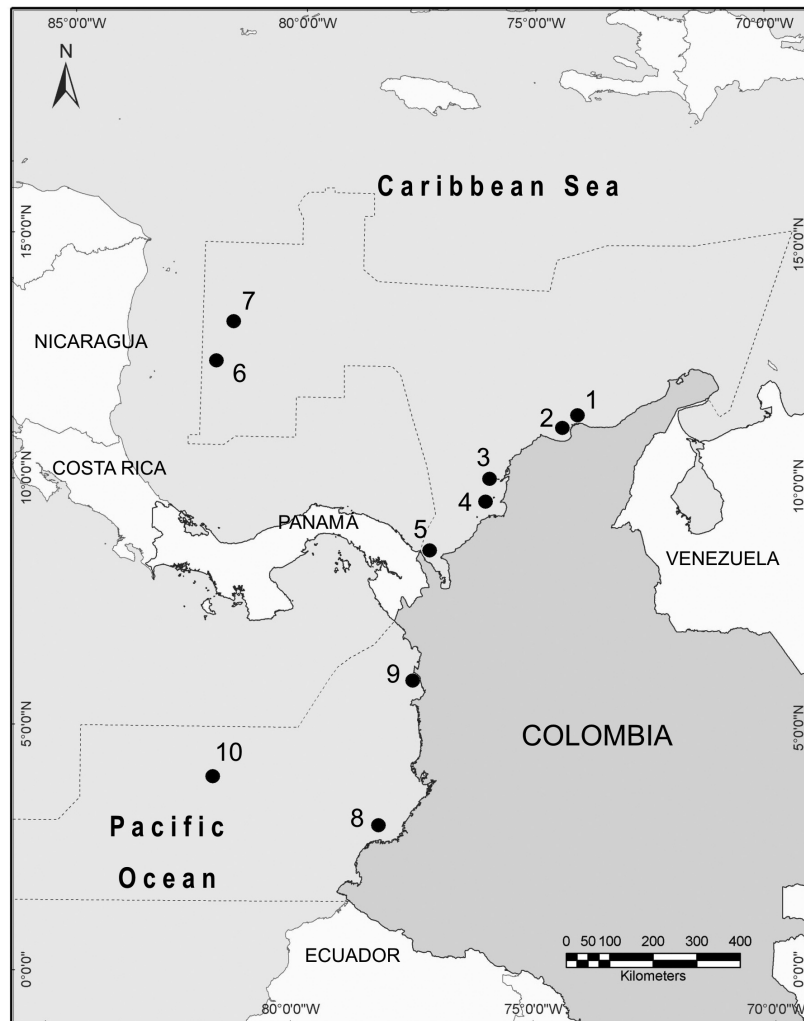 85°0'0"W 80°0'0"W 75°0'0"W 70°0'0"W
N
Caribbean Sea
15°0'0"N 15°0'0"N
7
NICARAGUA
6
1
2
COSTA RICA
3
10°0'0"N 10°0'0"N
4
PANAMÁ
5
VENEZUELA
9
5°0'0"N 5°0'0"N
COLOMBIA
10
8
Pacific
Ocean
0 50 100 200 300 400
Kilometers
ECUADOR
0°0'0" 0°0'0"
80°0'0"W 75°0'0"W 70°0'0"W